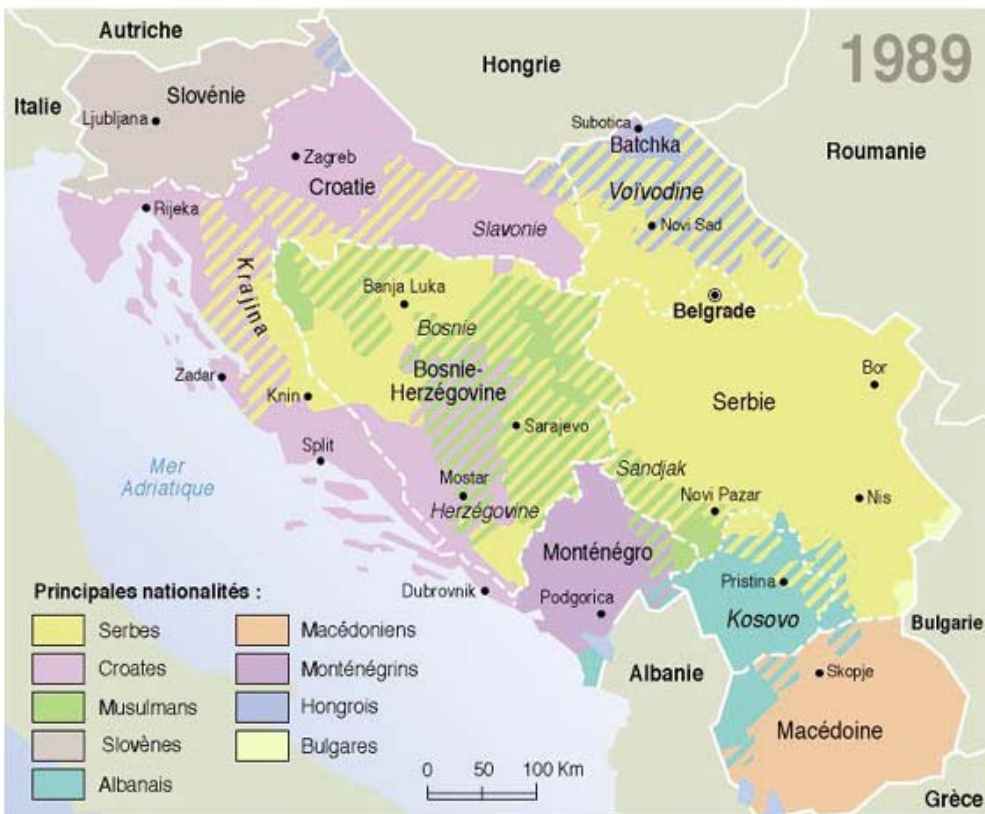 1989
Autriche
Hongrie
Italie
Slovénie
Ljubljana
Roumanie
Subotica
Batchka
Zagreb
Croatie
Voïvodine
Rijeka
Slavonie
Novi Sad
Krajina
Banja Luka
Belgrade
Bosnie
Bosnie-
Herzégovine
Zadar
Knin
Bor
Serbie
Sarajevo
Split
Mer
Adriatique
Mostar
Herzégovine
Sandjak
Novi Pazar
Nis
Monténégro
Dubrovnik
Podgorica
Pristina
Kosovo
Bulgarie
Albanie
Skopje
Macédoine
Grèce
Principales nationalités :
Serbes
Croates
Musulmans
Slovènes
Albanais
Macédoniens
Monténégrins
Hongrois
Bulgares
0 50 100 Km